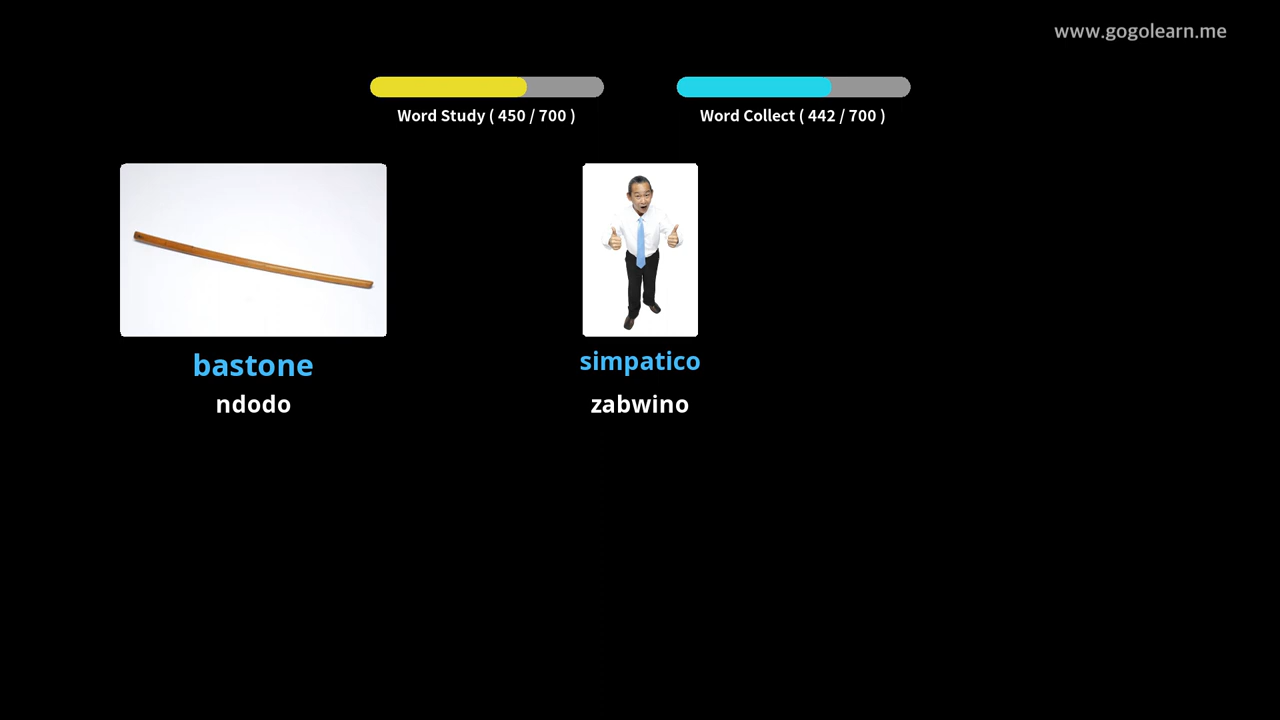 www.gogolearn.me
Word Study ( 450 / 700 )
Word Collect ( 442 / 700 )
bastone
ndodo
simpatico
zabwino